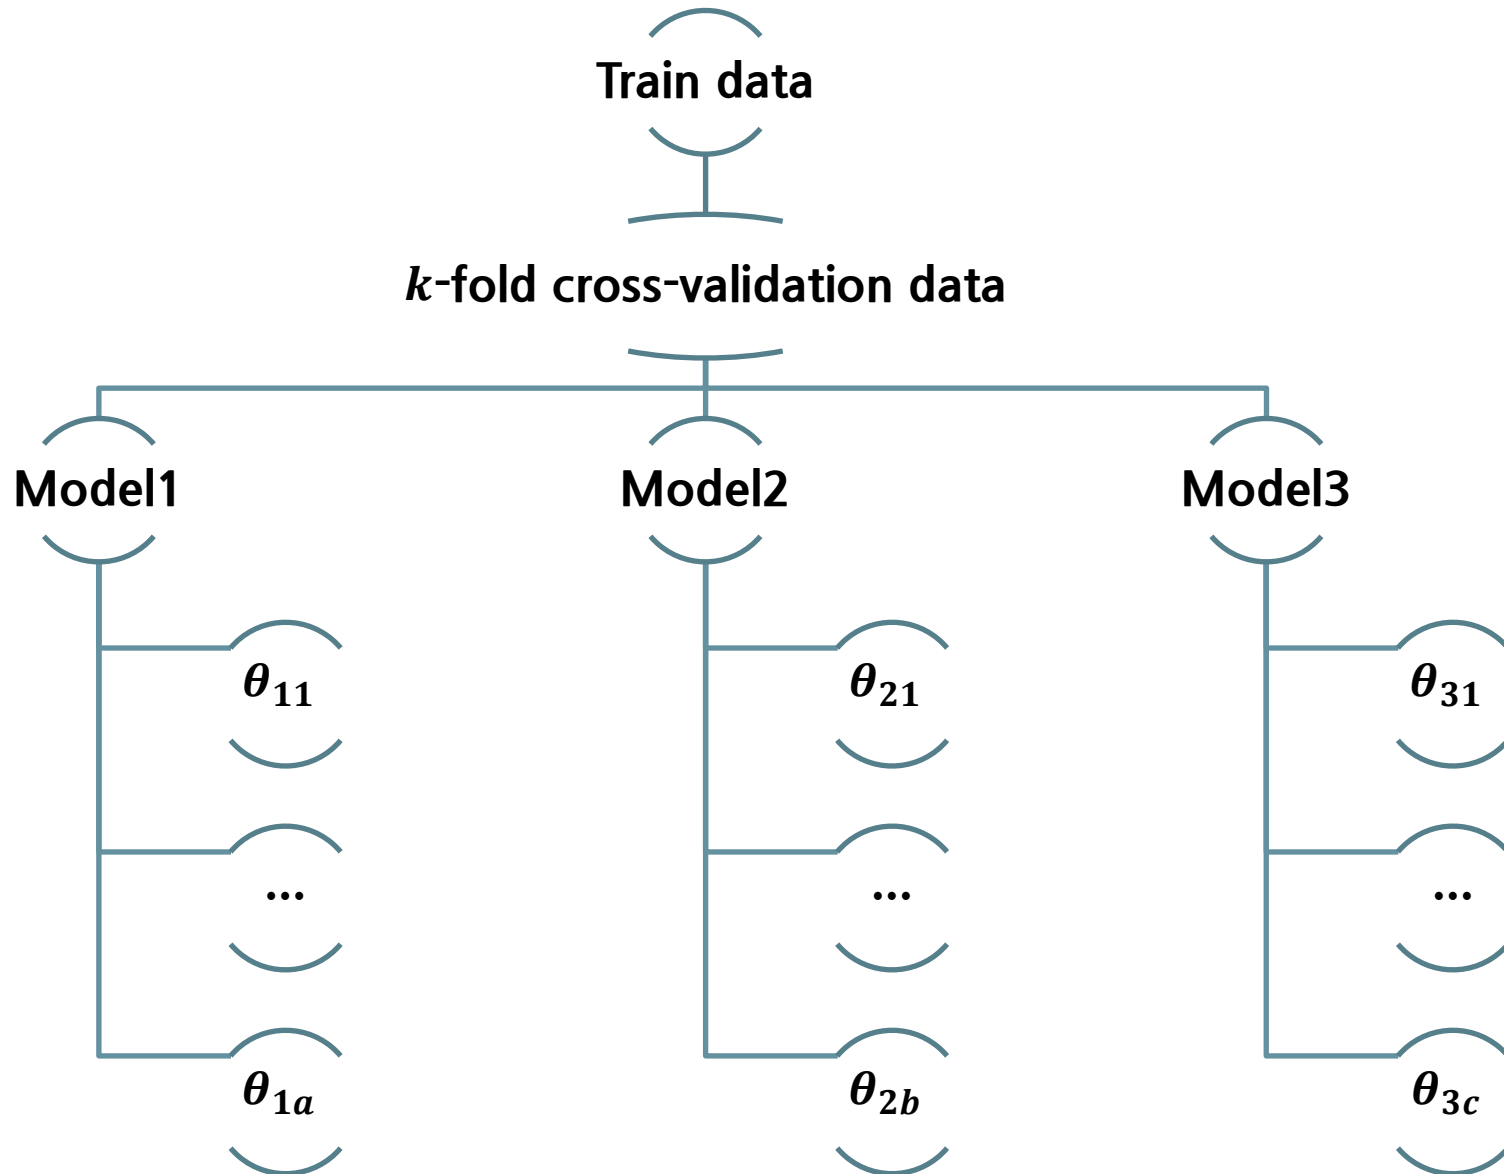 Train data
k-fold cross-validation data
Model1 Model2 Model3
θ₁₁ θ₂₁ θ₃₁
... ... ...
θ₁ₐ θ₂b θ₃c